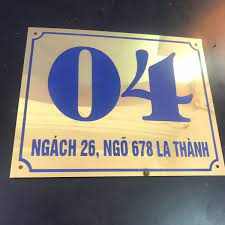 04
NGÁCH 26, NGÕ 678 LA THÀNH